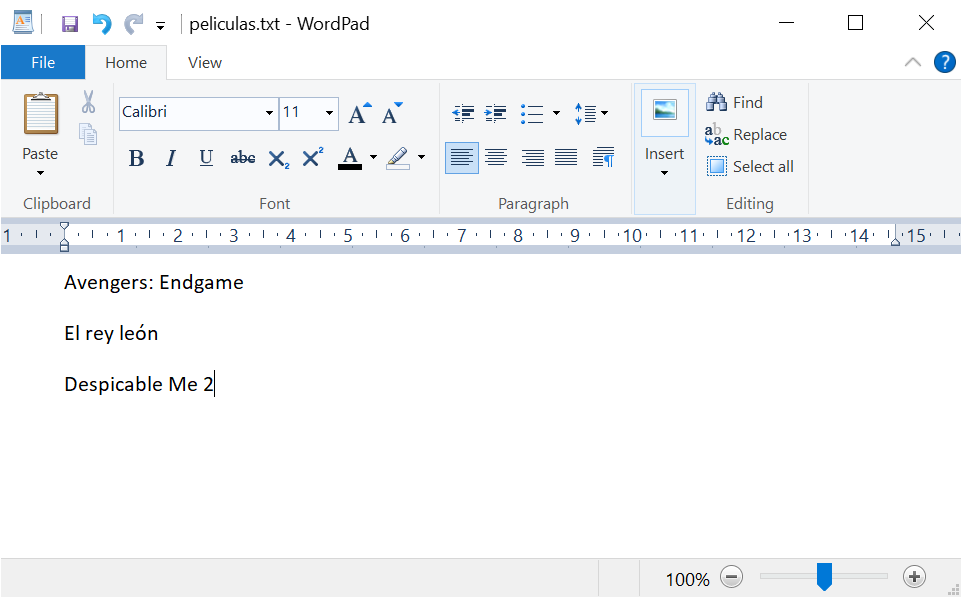 peliculas.txt - WordPad
File Home View
Calibri 11
Find
Replace
Select all
Paste
Insert
B I U abc X₂ X² A
Clipboard Font Paragraph Editing
1 1 2 3 4 5 6 7 8 9 10 11 12 13 14 15
Avengers: Endgame
El rey león
Despicable Me 2
100%